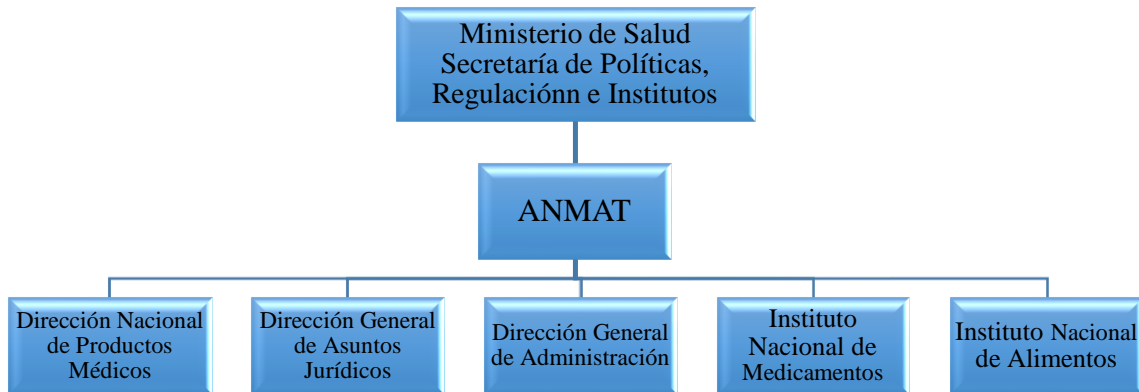 Ministerio de Salud
Secretaría de Políticas,
Regulaciónn e Institutos
ANMAT
Dirección Nacional
de Productos
Médicos
Dirección General
de Asuntos
Jurídicos
Dirección General
de Administración
Instituto
Nacional de
Medicamentos
Instituto Nacional
de Alimentos